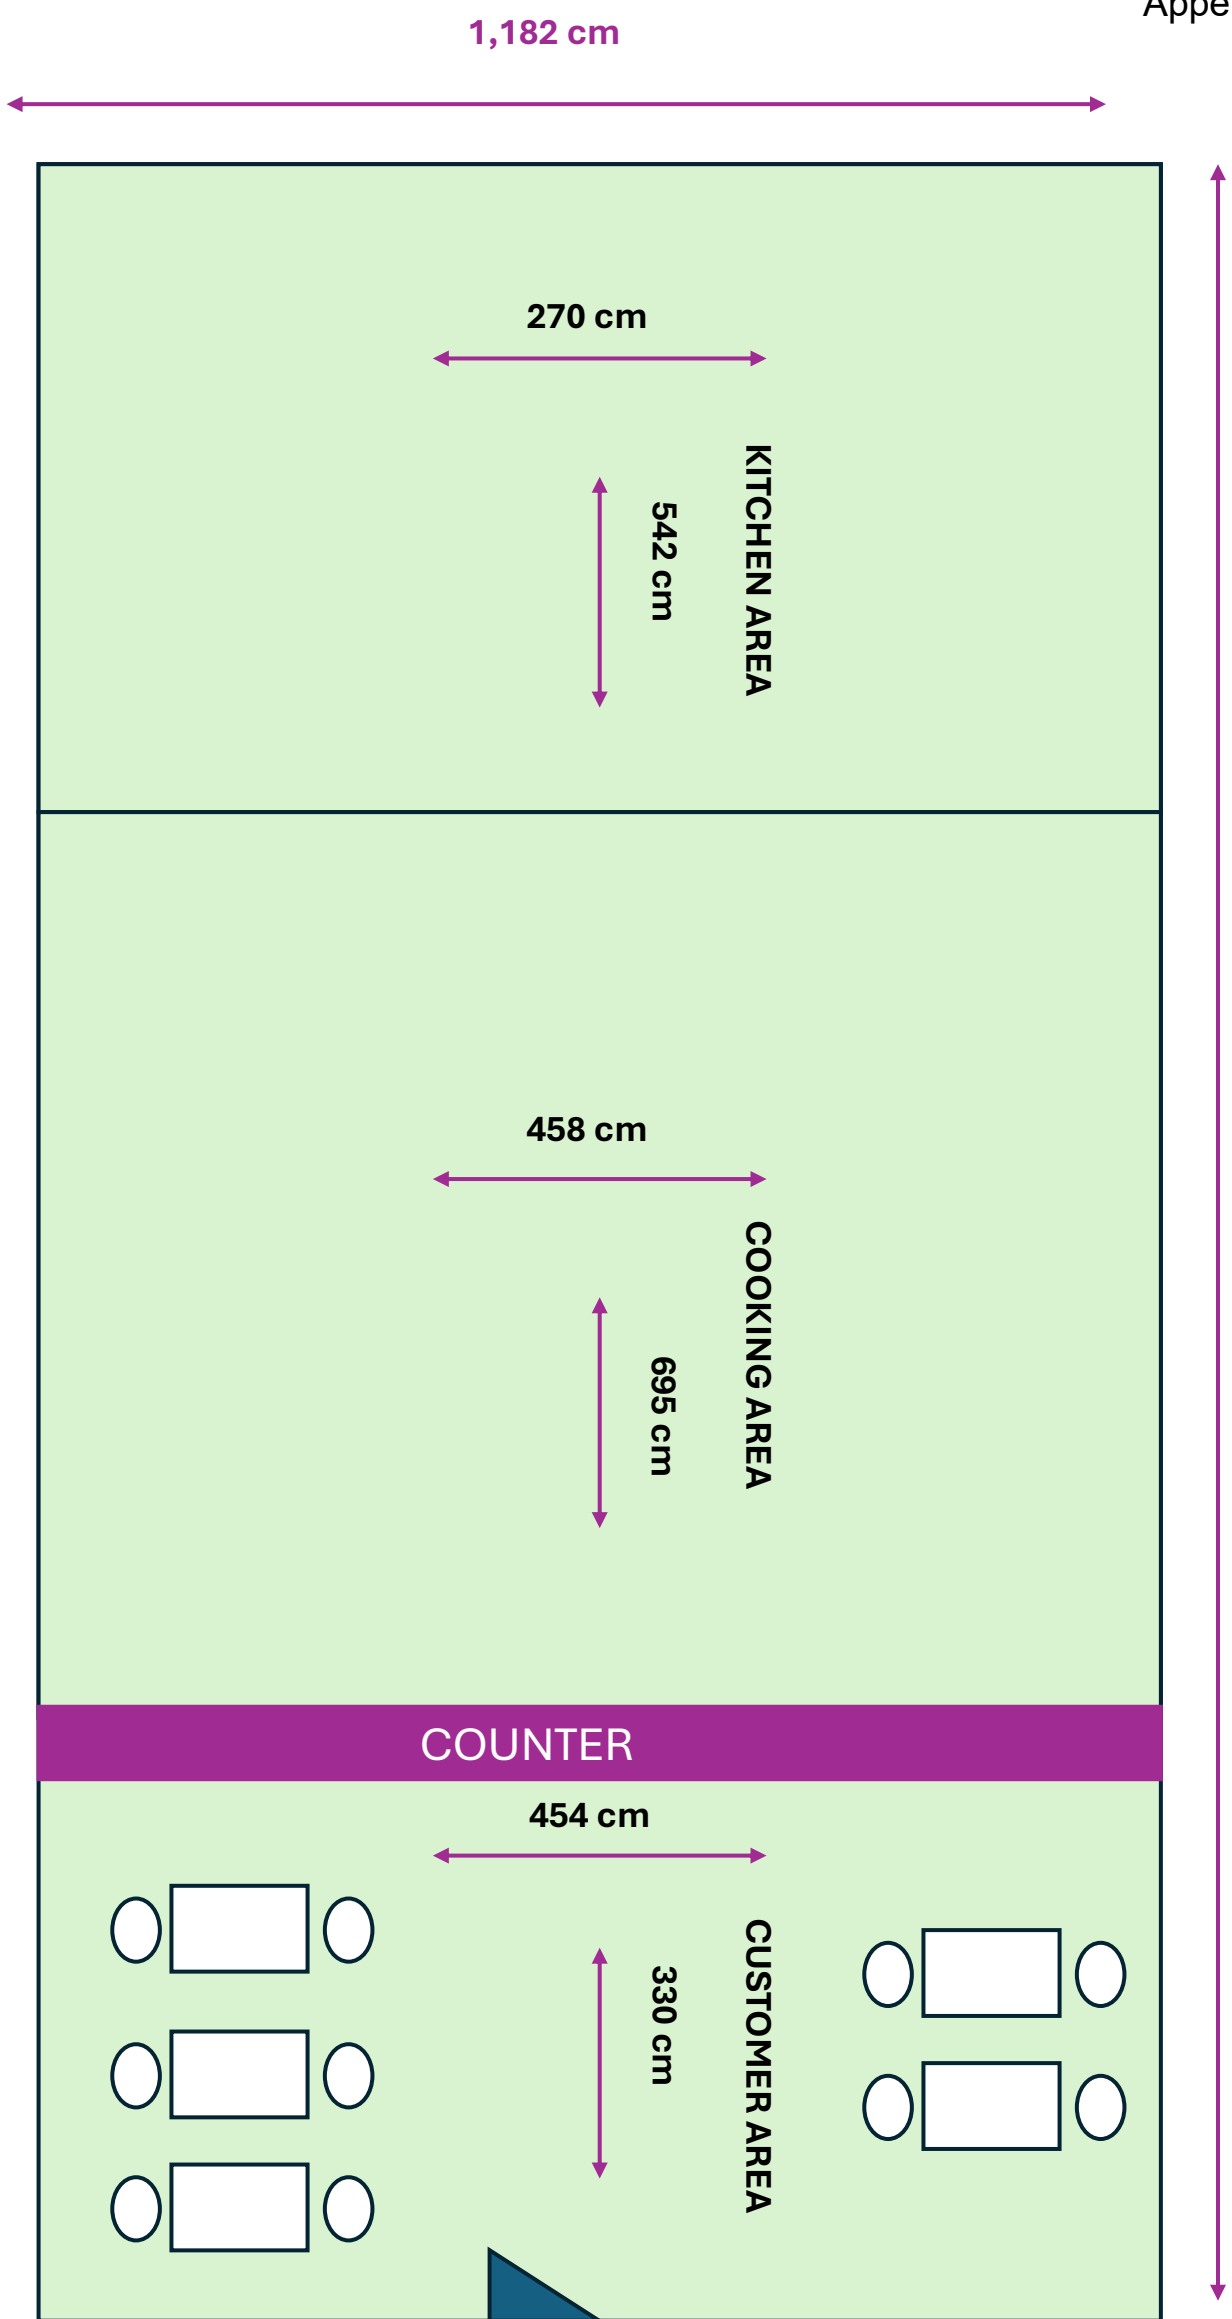 Appe
1,182 cm
270 cm
KITCHEN AREA
542 cm
458 cm
COOKING AREA
695 cm
COUNTER
454 cm
CUSTOMER AREA
330 cm